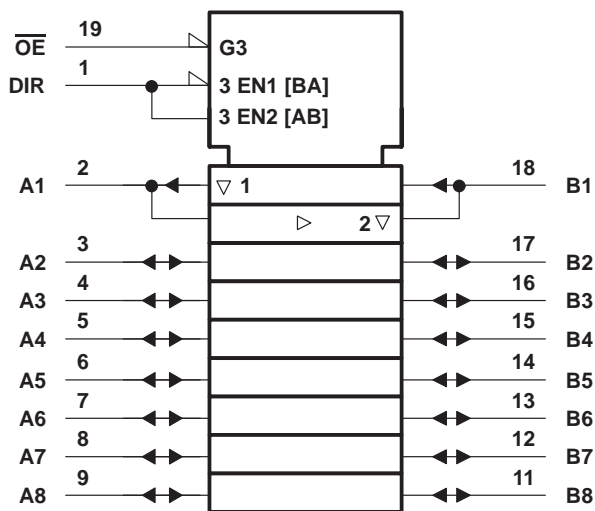 OE 19 G3
DIR 1 3 EN1 [BA]
3 EN2 [AB]
A1 2 ▽ 1 18 B1
▷ 2 ▽
A2 3 17 B2
A3 4 16 B3
A4 5 15 B4
A5 6 14 B5
A6 7 13 B6
A7 8 12 B7
A8 9 11 B8